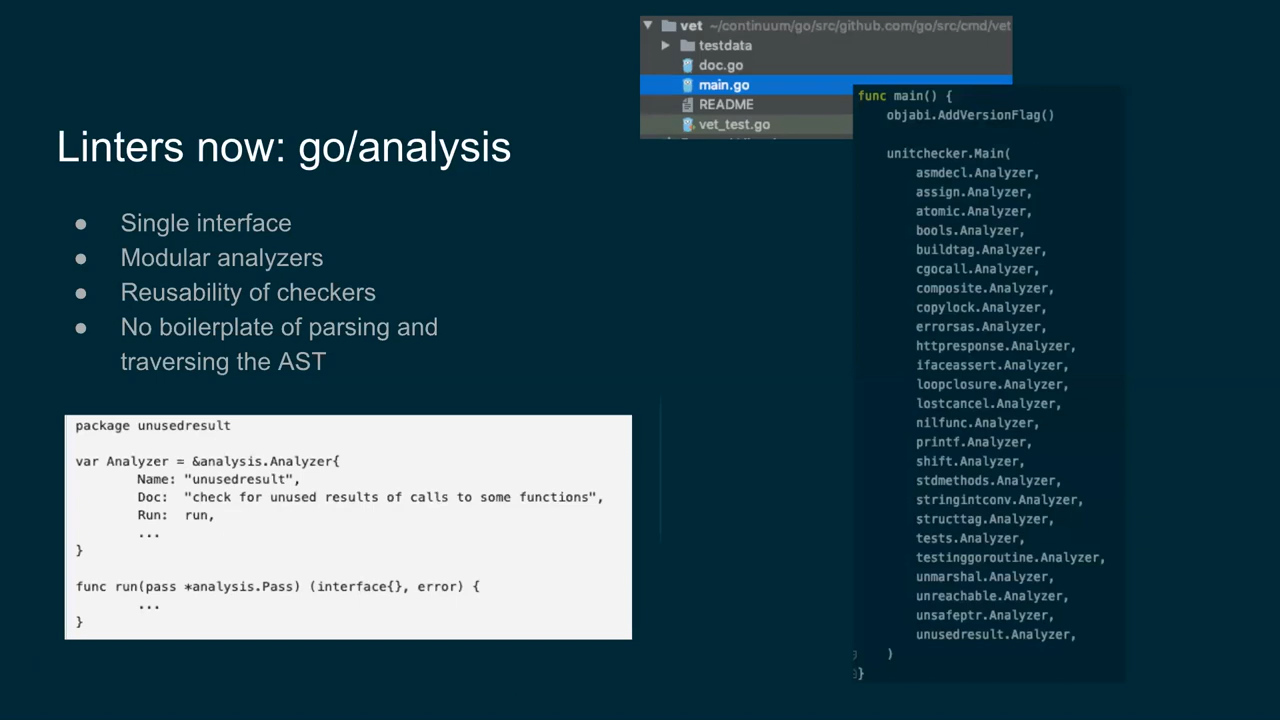 Linters now: go/analysis
● Single interface
● Modular analyzers
● Reusability of checkers
● No boilerplate of parsing and
traversing the AST
package unusedresult
var Analyzer = &analysis.Analyzer{
Name: "unusedresult",
Doc: "check for unused results of calls to some functions",
Run: run,
...
}
func run(pass *analysis.Pass) (interface{}, error) {
...
}
vet ~/continuum/go/src/github.com/go/src/cmd/vet
testdata
doc.go
main.go
README
vet_test.go
func main() {
objabi.AddVersionFlag()
unitchecker.Main(
asmdecl.Analyzer,
assign.Analyzer,
atomic.Analyzer,
bools.Analyzer,
buildtag.Analyzer,
cgocall.Analyzer,
composite.Analyzer,
copylock.Analyzer,
errorsas.Analyzer,
httpresponse.Analyzer,
ifaceassert.Analyzer,
loopclosure.Analyzer,
lostcancel.Analyzer,
nilfunc.Analyzer,
printf.Analyzer,
shift.Analyzer,
stdmethods.Analyzer,
stringintconv.Analyzer,
structtag.Analyzer,
tests.Analyzer,
testinggoroutine.Analyzer,
unmarshal.Analyzer,
unreachable.Analyzer,
unsafeptr.Analyzer,
unusedresult.Analyzer,
)
}